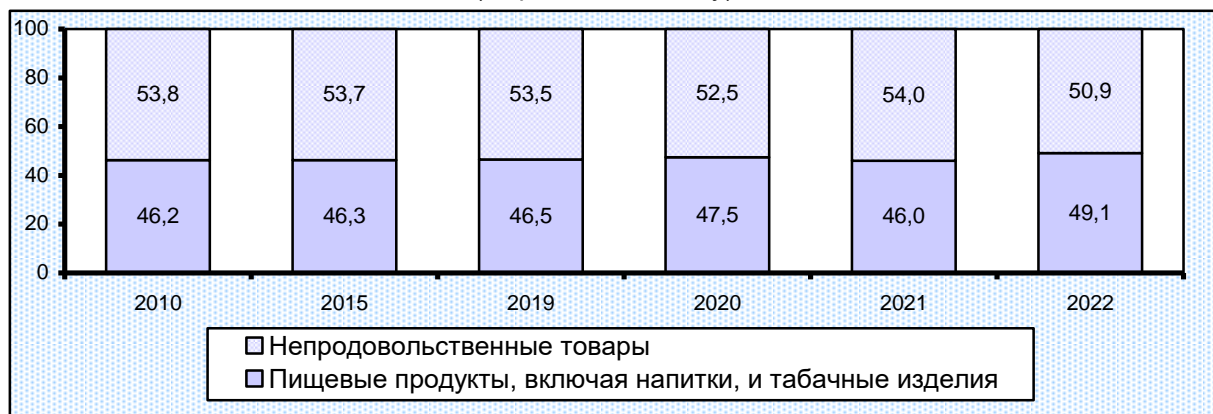 100
80
60
40
20
0
53,8 53,7 53,5 52,5 54,0 50,9
46,2 46,3 46,5 47,5 46,0 49,1
2010 2015 2019 2020 2021 2022
Непродовольственные товары
Пищевые продукты, включая напитки, и табачные изделия